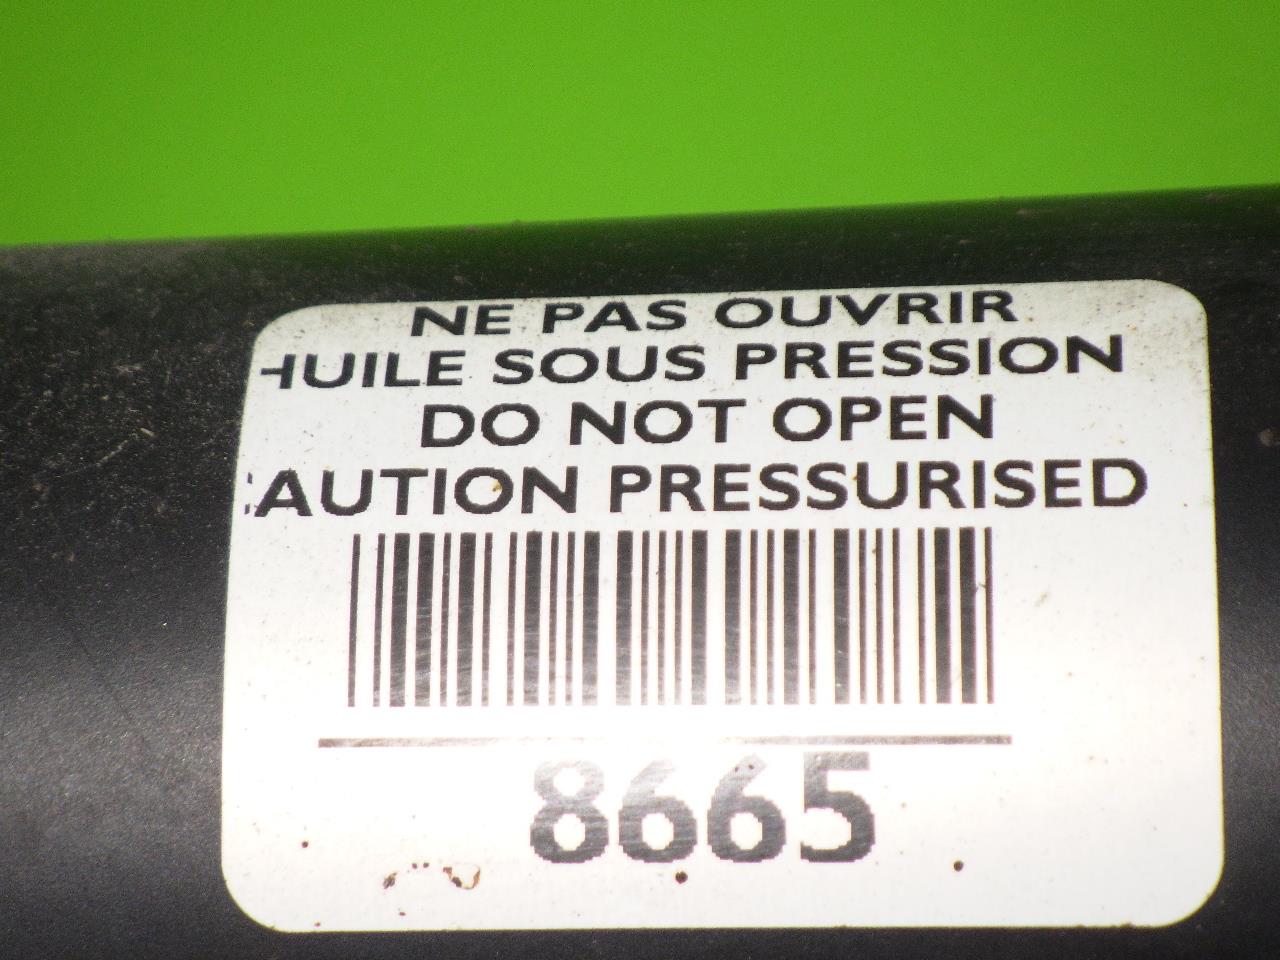 NE PAS OUVRIR
HUILE SOUS PRESSION
DO NOT OPEN
CAUTION PRESSURISED
8665